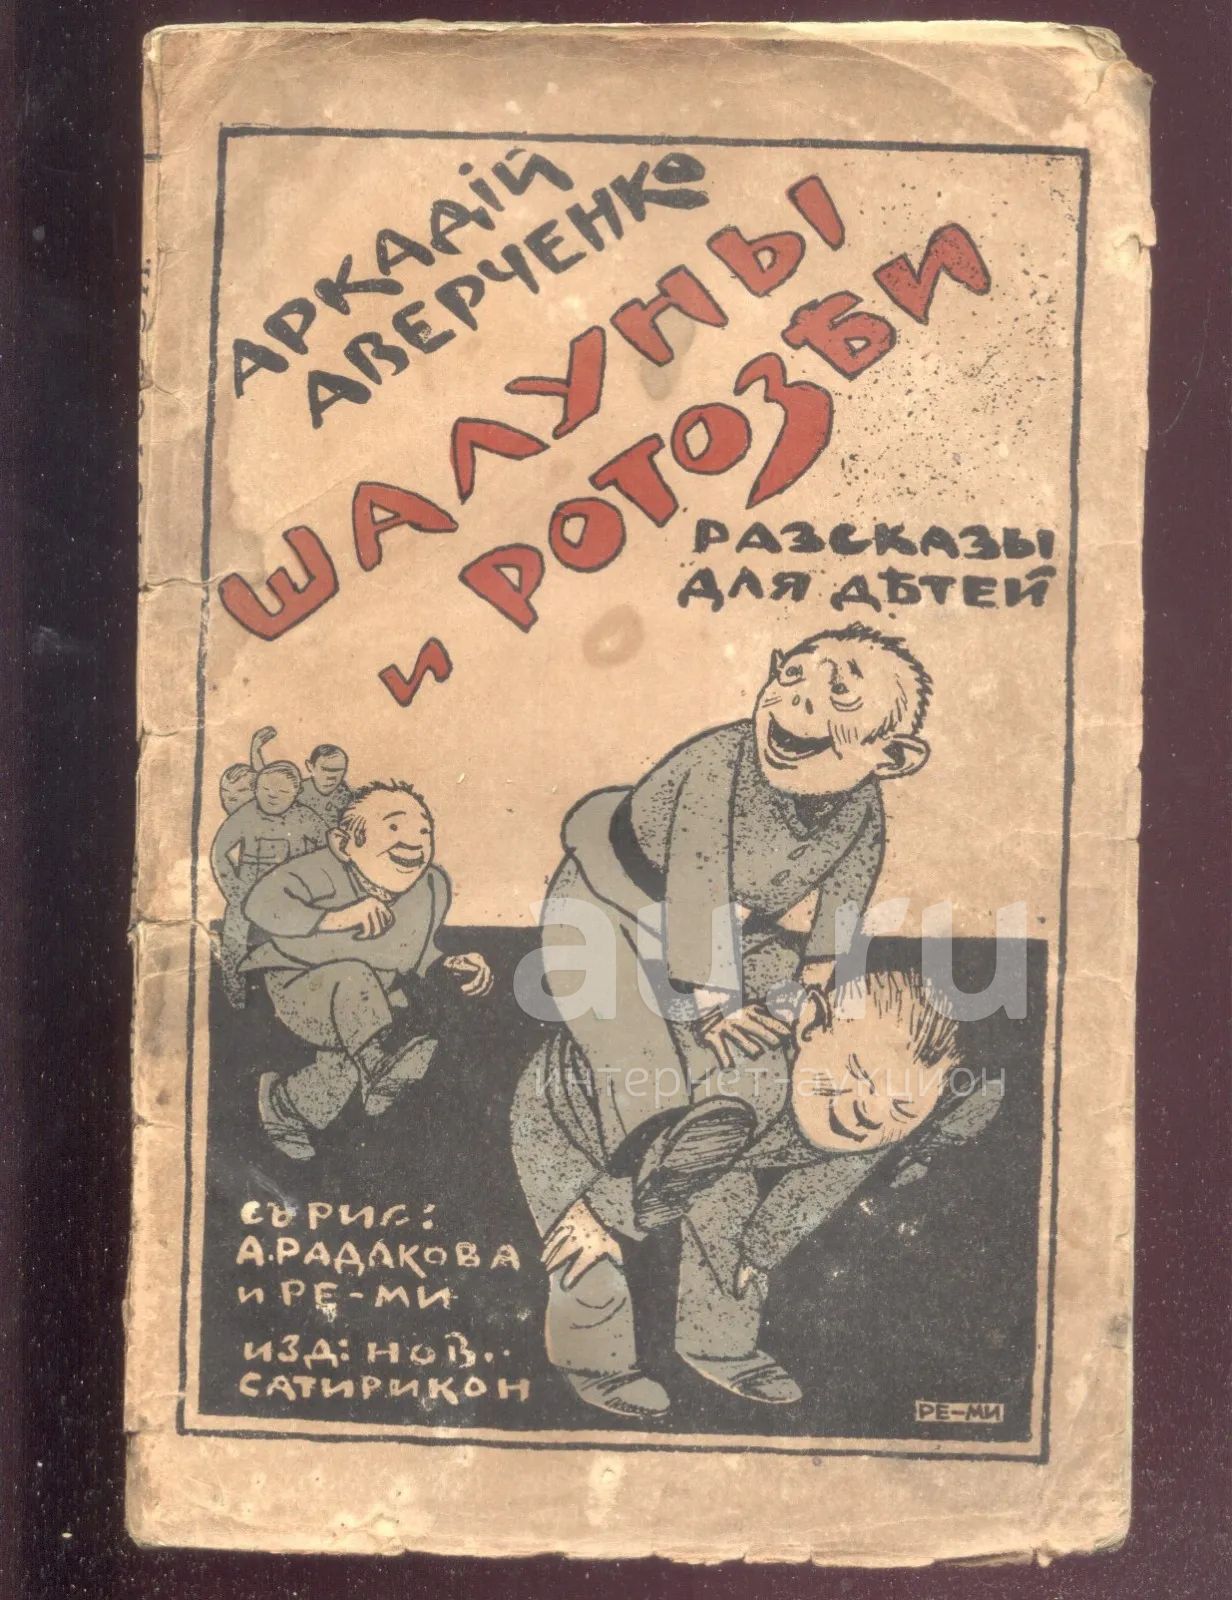 АРКАДІЙ
АВЕРЧЕНКО
ШАЛУНЫ
И РОТОЗѢИ
РАЗСКАЗЫ
ДЛЯ ДѢТЕЙ
au.ru
интернет-аукцион
СЪ РИС:
А. РАДАКОВА
И РЕ-МИ
ИЗД: НОВ.
САТИРИКОН
РЕ-МИ